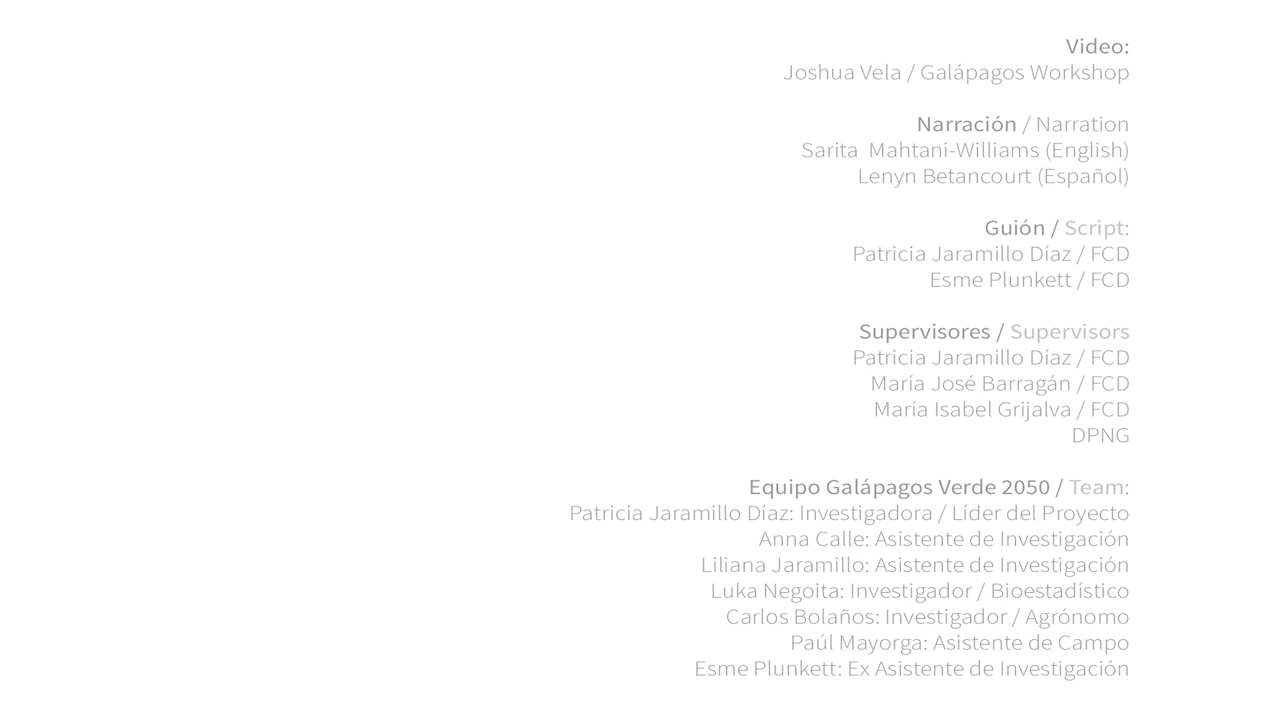 Video:
Joshua Vela / Galápagos Workshop
Narración / Narration
Sarita Mahtani-Williams (English)
Lenyn Betancourt (Español)
Guión / Script:
Patricia Jaramillo Díaz / FCD
Esme Plunkett / FCD
Supervisores / Supervisors
Patricia Jaramillo Díaz / FCD
María José Barragán / FCD
María Isabel Grijalva / FCD
DPNG
Equipo Galápagos Verde 2050 / Team:
Patricia Jaramillo Díaz: Investigadora / Líder del Proyecto
Anna Calle: Asistente de Investigación
Liliana Jaramillo: Asistente de Investigación
Luka Negoita: Investigador / Bioestadístico
Carlos Bolaños: Investigador / Agrónomo
Paúl Mayorga: Asistente de Campo
Esme Plunkett: Ex Asistente de Investigación